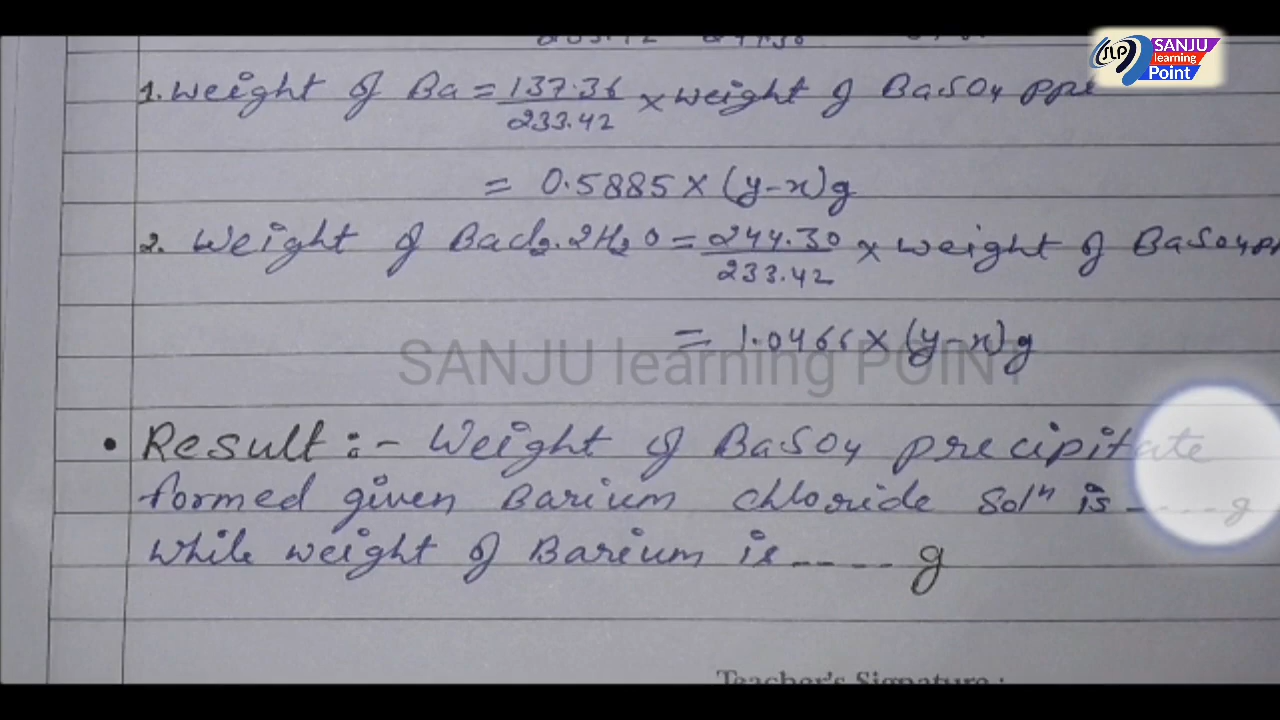 SANJU
learning
Point
1. Weight of Ba = 137.36 / 233.42 × weight of BaSO4 ppt
= 0.5885 × (y-x)g
2. Weight of BaCl2.2H2O = 244.30 / 233.42 × weight of BaSO4
= 1.0466 × (y-x)g
SANJU learning POINT
• Result :- Weight of BaSO4 precipitate
formed given Barium chloride Solⁿ is ----- g
while weight of Barium is ---- g
Teacher's Signature :